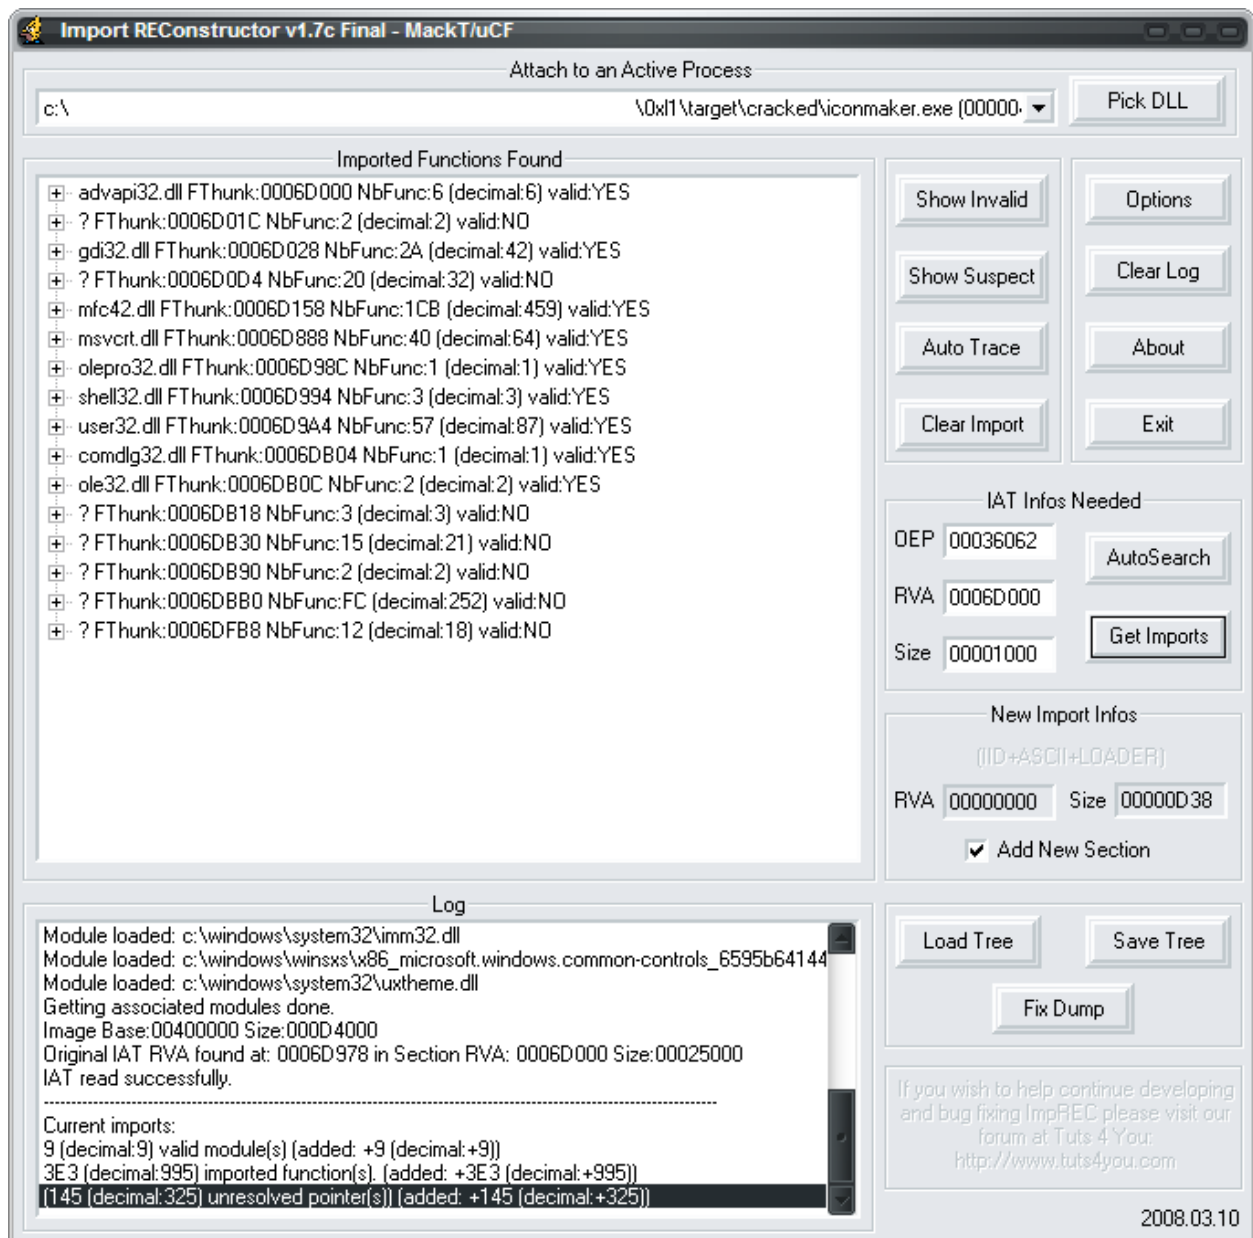 Import REConstructor v1.7c Final - MackT/uCF
Attach to an Active Process
c:\ \0xl1\target\cracked\iconmaker.exe (00000
Pick DLL
Imported Functions Found
advapi32.dll FThunk:0006D000 NbFunc:6 (decimal:6) valid:YES
? FThunk:0006D01C NbFunc:2 (decimal:2) valid:NO
gdi32.dll FThunk:0006D028 NbFunc:2A (decimal:42) valid:YES
? FThunk:0006D0D4 NbFunc:20 (decimal:32) valid:NO
mfc42.dll FThunk:0006D158 NbFunc:1CB (decimal:459) valid:YES
msvcrt.dll FThunk:0006D888 NbFunc:40 (decimal:64) valid:YES
olepro32.dll FThunk:0006D98C NbFunc:1 (decimal:1) valid:YES
shell32.dll FThunk:0006D994 NbFunc:3 (decimal:3) valid:YES
user32.dll FThunk:0006D9A4 NbFunc:57 (decimal:87) valid:YES
comdlg32.dll FThunk:0006DB04 NbFunc:1 (decimal:1) valid:YES
ole32.dll FThunk:0006DB0C NbFunc:2 (decimal:2) valid:YES
? FThunk:0006DB18 NbFunc:3 (decimal:3) valid:NO
? FThunk:0006DB30 NbFunc:15 (decimal:21) valid:NO
? FThunk:0006DB90 NbFunc:2 (decimal:2) valid:NO
? FThunk:0006DBB0 NbFunc:FC (decimal:252) valid:NO
? FThunk:0006DFB8 NbFunc:12 (decimal:18) valid:NO
Show Invalid
Options
Show Suspect
Clear Log
Auto Trace
About
Clear Import
Exit
IAT Infos Needed
OEP 00036062
AutoSearch
RVA 0006D000
Get Imports
Size 00001000
New Import Infos
(IID+ASCII+LOADER)
RVA 00000000 Size 00000D38
Add New Section
Log
Module loaded: c:\windows\system32\imm32.dll
Module loaded: c:\windows\winsxs\x86_microsoft.windows.common-controls_6595b64144
Module loaded: c:\windows\system32\uxtheme.dll
Getting associated modules done.
Image Base:00400000 Size:000D4000
Original IAT RVA found at: 0006D978 in Section RVA: 0006D000 Size:00025000
IAT read successfully.
Current imports:
9 (decimal:9) valid module(s) (added: +9 (decimal:+9))
3E3 (decimal:995) imported function(s). (added: +3E3 (decimal:+995))
(145 (decimal:325) unresolved pointer(s)) (added: +145 (decimal:+325))
Load Tree
Save Tree
Fix Dump
If you wish to help continue developing
and bug fixing ImpREC please visit our
forum at Tuts 4 You:
http://www.tuts4you.com
2008.03.10